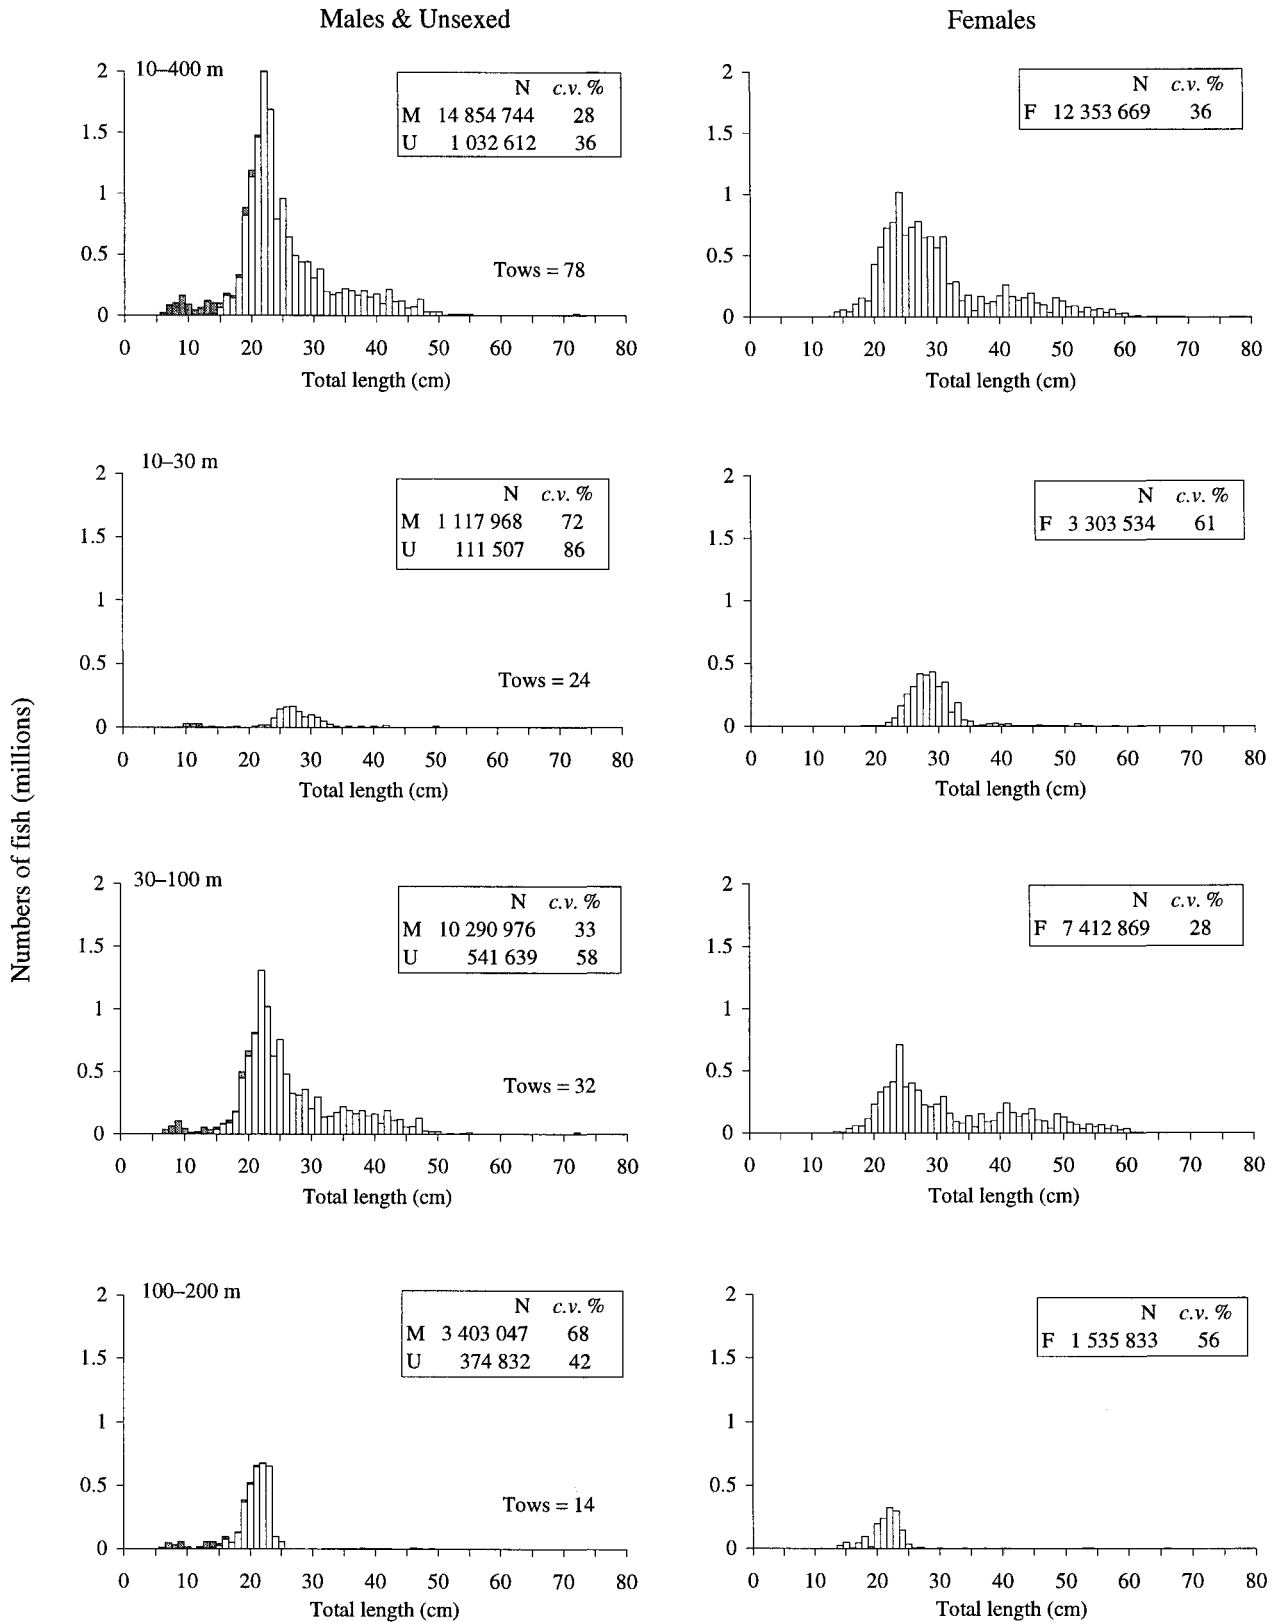 Males & Unsexed
Females
10–400 m
N c.v. %
M 14 854 744 28
U 1 032 612 36
Tows = 78
2
1.5
1
0.5
0
0 10 20 30 40 50 60 70 80
Total length (cm)
N c.v. %
F 12 353 669 36
2
1.5
1
0.5
0
0 10 20 30 40 50 60 70 80
Total length (cm)
10–30 m
N c.v. %
M 1 117 968 72
U 111 507 86
Tows = 24
2
1.5
1
0.5
0
0 10 20 30 40 50 60 70 80
Total length (cm)
N c.v. %
F 3 303 534 61
2
1.5
1
0.5
0
0 10 20 30 40 50 60 70 80
Total length (cm)
Numbers of fish (millions)
30–100 m
N c.v. %
M 10 290 976 33
U 541 639 58
Tows = 32
2
1.5
1
0.5
0
0 10 20 30 40 50 60 70 80
Total length (cm)
N c.v. %
F 7 412 869 28
2
1.5
1
0.5
0
0 10 20 30 40 50 60 70 80
Total length (cm)
100–200 m
N c.v. %
M 3 403 047 68
U 374 832 42
Tows = 14
2
1.5
1
0.5
0
0 10 20 30 40 50 60 70 80
Total length (cm)
N c.v. %
F 1 535 833 56
2
1.5
1
0.5
0
0 10 20 30 40 50 60 70 80
Total length (cm)